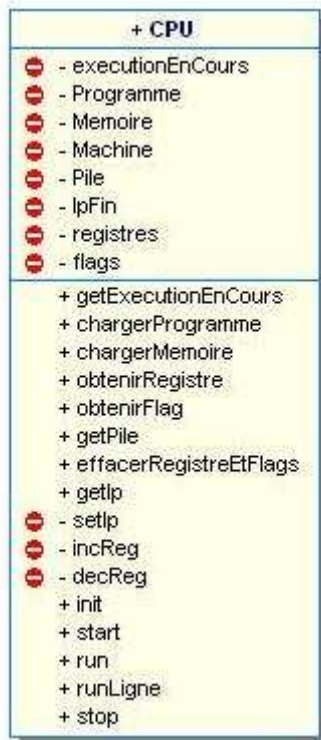 + CPU
- executionEnCours
- Programme
- Memoire
- Machine
- Pile
- IpFin
- registres
- flags
+ getExecutionEnCours
+ chargerProgramme
+ chargerMemoire
+ obtenirRegistre
+ obtenirFlag
+ getPile
+ effacerRegistreEtFlags
+ getIp
- setIp
- incReg
- decReg
+ init
+ start
+ run
+ runLigne
+ stop